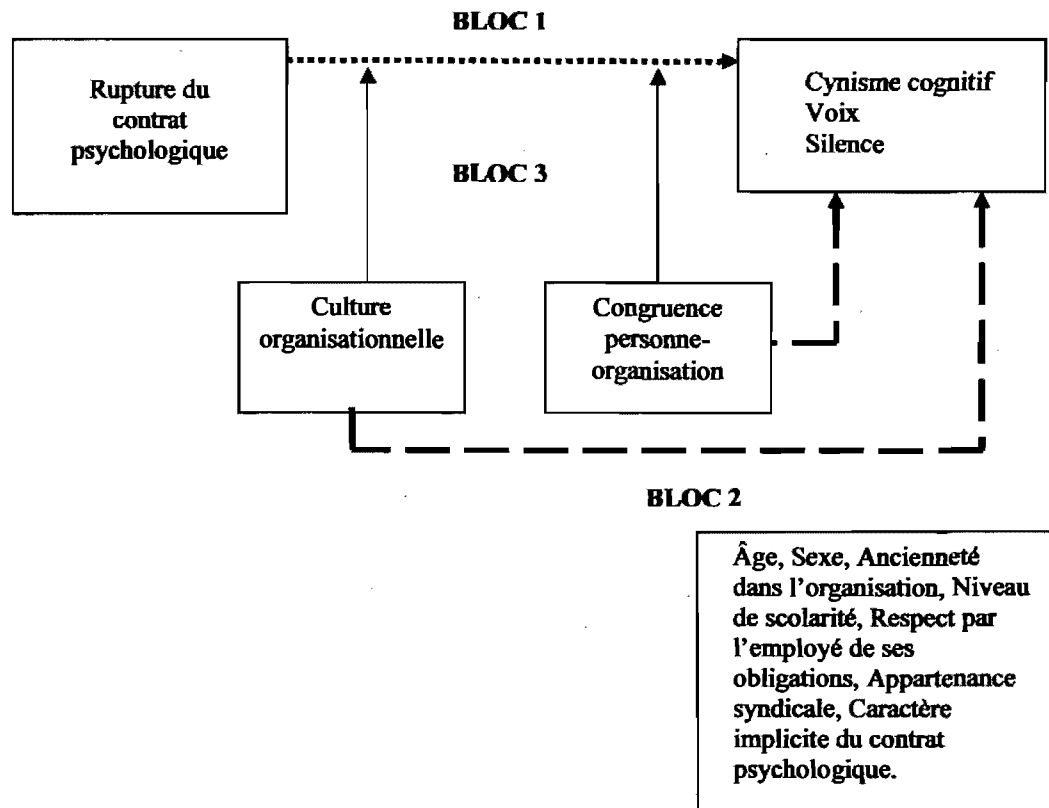 BLOC 1
Rupture du
contrat
psychologique
Cynisme cognitif
Voix
Silence
BLOC 3
Culture
organisationnelle
Congruence
personne-
organisation
BLOC 2
Âge, Sexe, Ancienneté
dans l'organisation, Niveau
de scolarité, Respect par
l'employé de ses
obligations, Appartenance
syndicale, Caractère
implicite du contrat
psychologique.